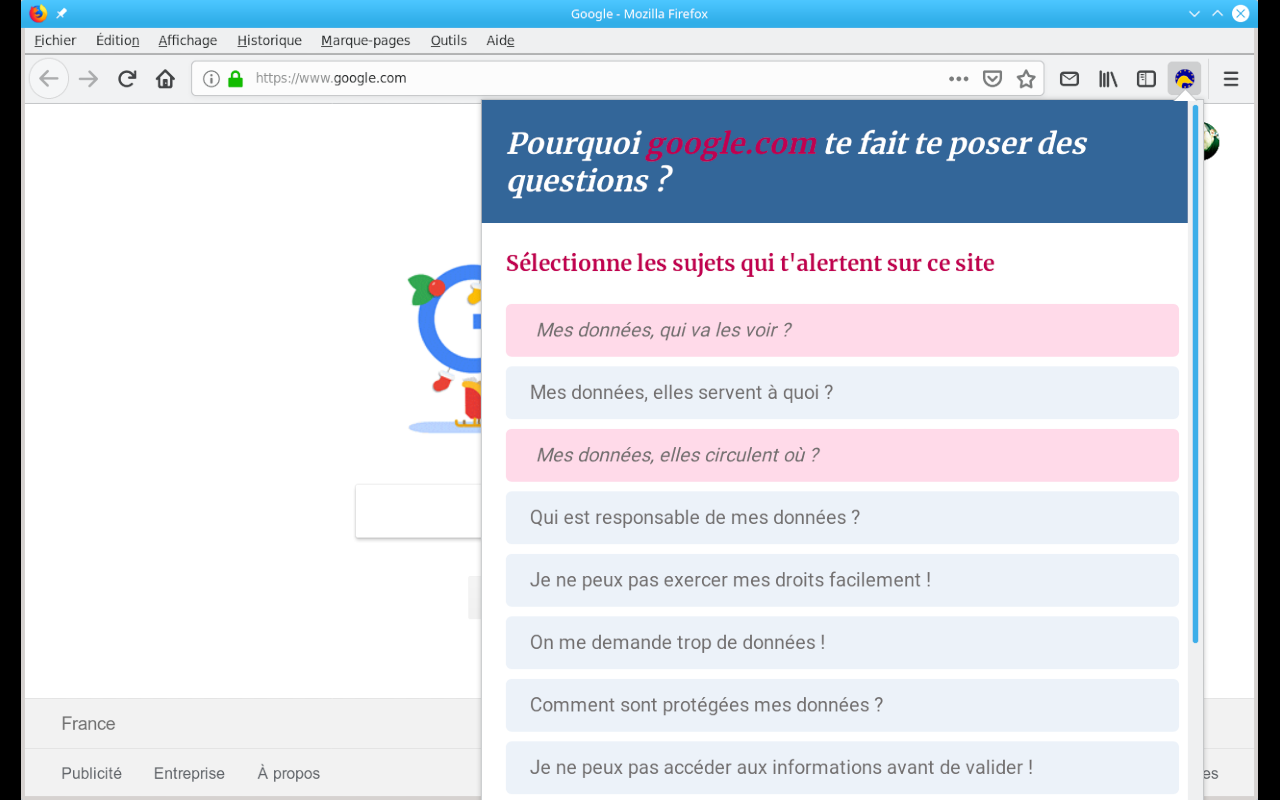 Google - Mozilla Firefox
Fichier Édition Affichage Historique Marque-pages Outils Aide
https://www.google.com
Pourquoi google.com te fait te poser des
questions ?
Sélectionne les sujets qui t'alertent sur ce site
Mes données, qui va les voir ?
Mes données, elles servent à quoi ?
Mes données, elles circulent où ?
Qui est responsable de mes données ?
Je ne peux pas exercer mes droits facilement !
On me demande trop de données !
Comment sont protégées mes données ?
Je ne peux pas accéder aux informations avant de valider !
France
Publicité Entreprise À propos